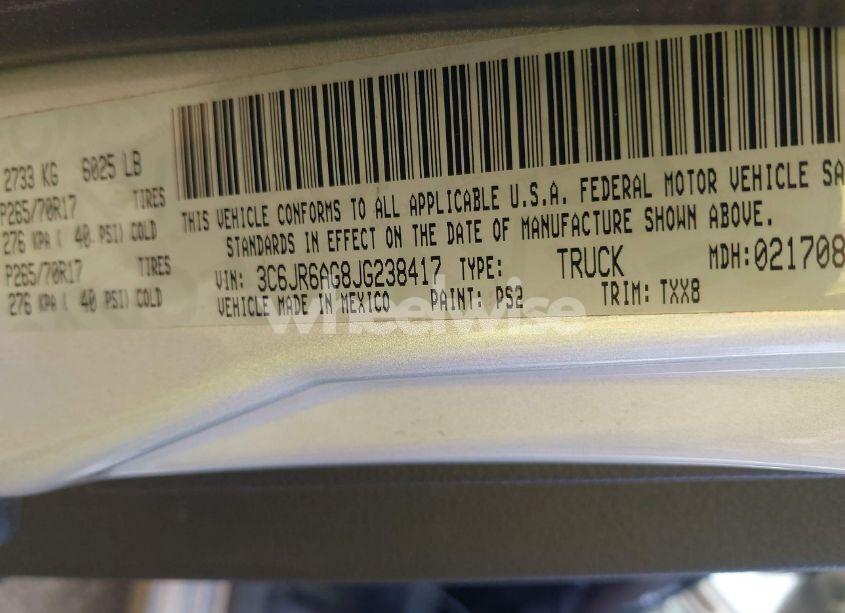 2733 KG 6025 LB
P265/70R17 TIRES
276 KPA ( 40 PSI) COLD
P265/70R17 TIRES
276 KPA ( 40 PSI) COLD
THIS VEHICLE CONFORMS TO ALL APPLICABLE U.S.A. FEDERAL MOTOR VEHICLE SA
STANDARDS IN EFFECT ON THE DATE OF MANUFACTURE SHOWN ABOVE.
VIN: 3C6JR6AG8JG238417 TYPE: TRUCK MDH:021708
VEHICLE MADE IN MEXICO PAINT: PS2 TRIM: TXX8
wheelwise